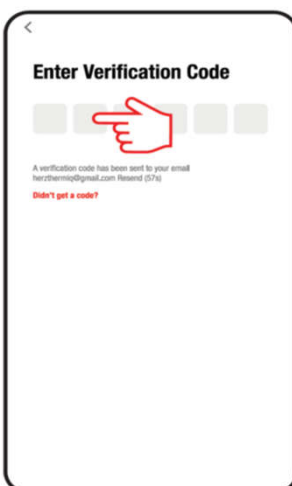 Enter Verification Code
A verification code has been sent to your email
herzthermiq@gmail.com Resend (57s)
Didn't get a code?